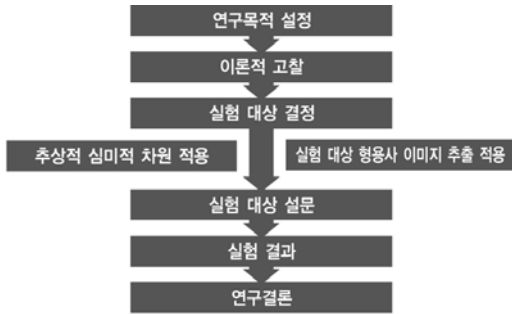 연구목적 설정
이론적 고찰
실험 대상 결정
추상적 심미적 차원 적용
실험 대상 형용사 이미지 추출 적용
실험 대상 설문
실험 결과
연구결론